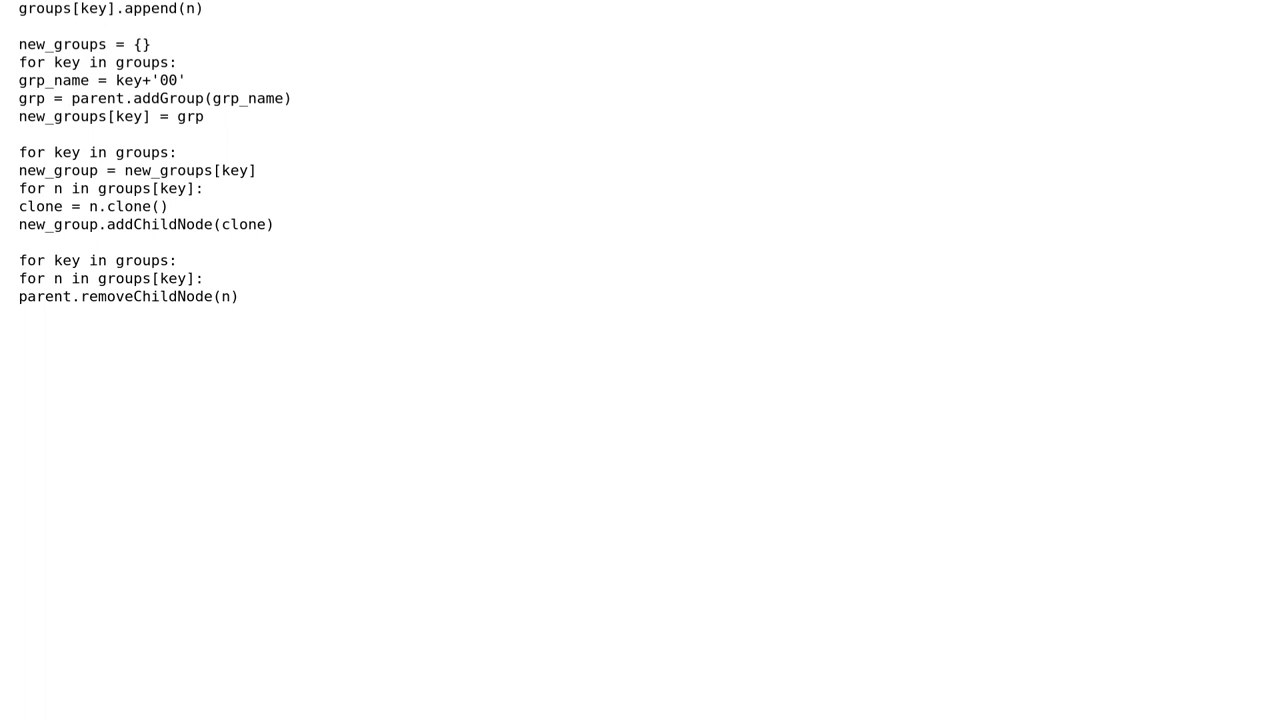 groups[key].append(n)

new_groups = {}
for key in groups:
grp_name = key+'00'
grp = parent.addGroup(grp_name)
new_groups[key] = grp

for key in groups:
new_group = new_groups[key]
for n in groups[key]:
clone = n.clone()
new_group.addChildNode(clone)

for key in groups:
for n in groups[key]:
parent.removeChildNode(n)